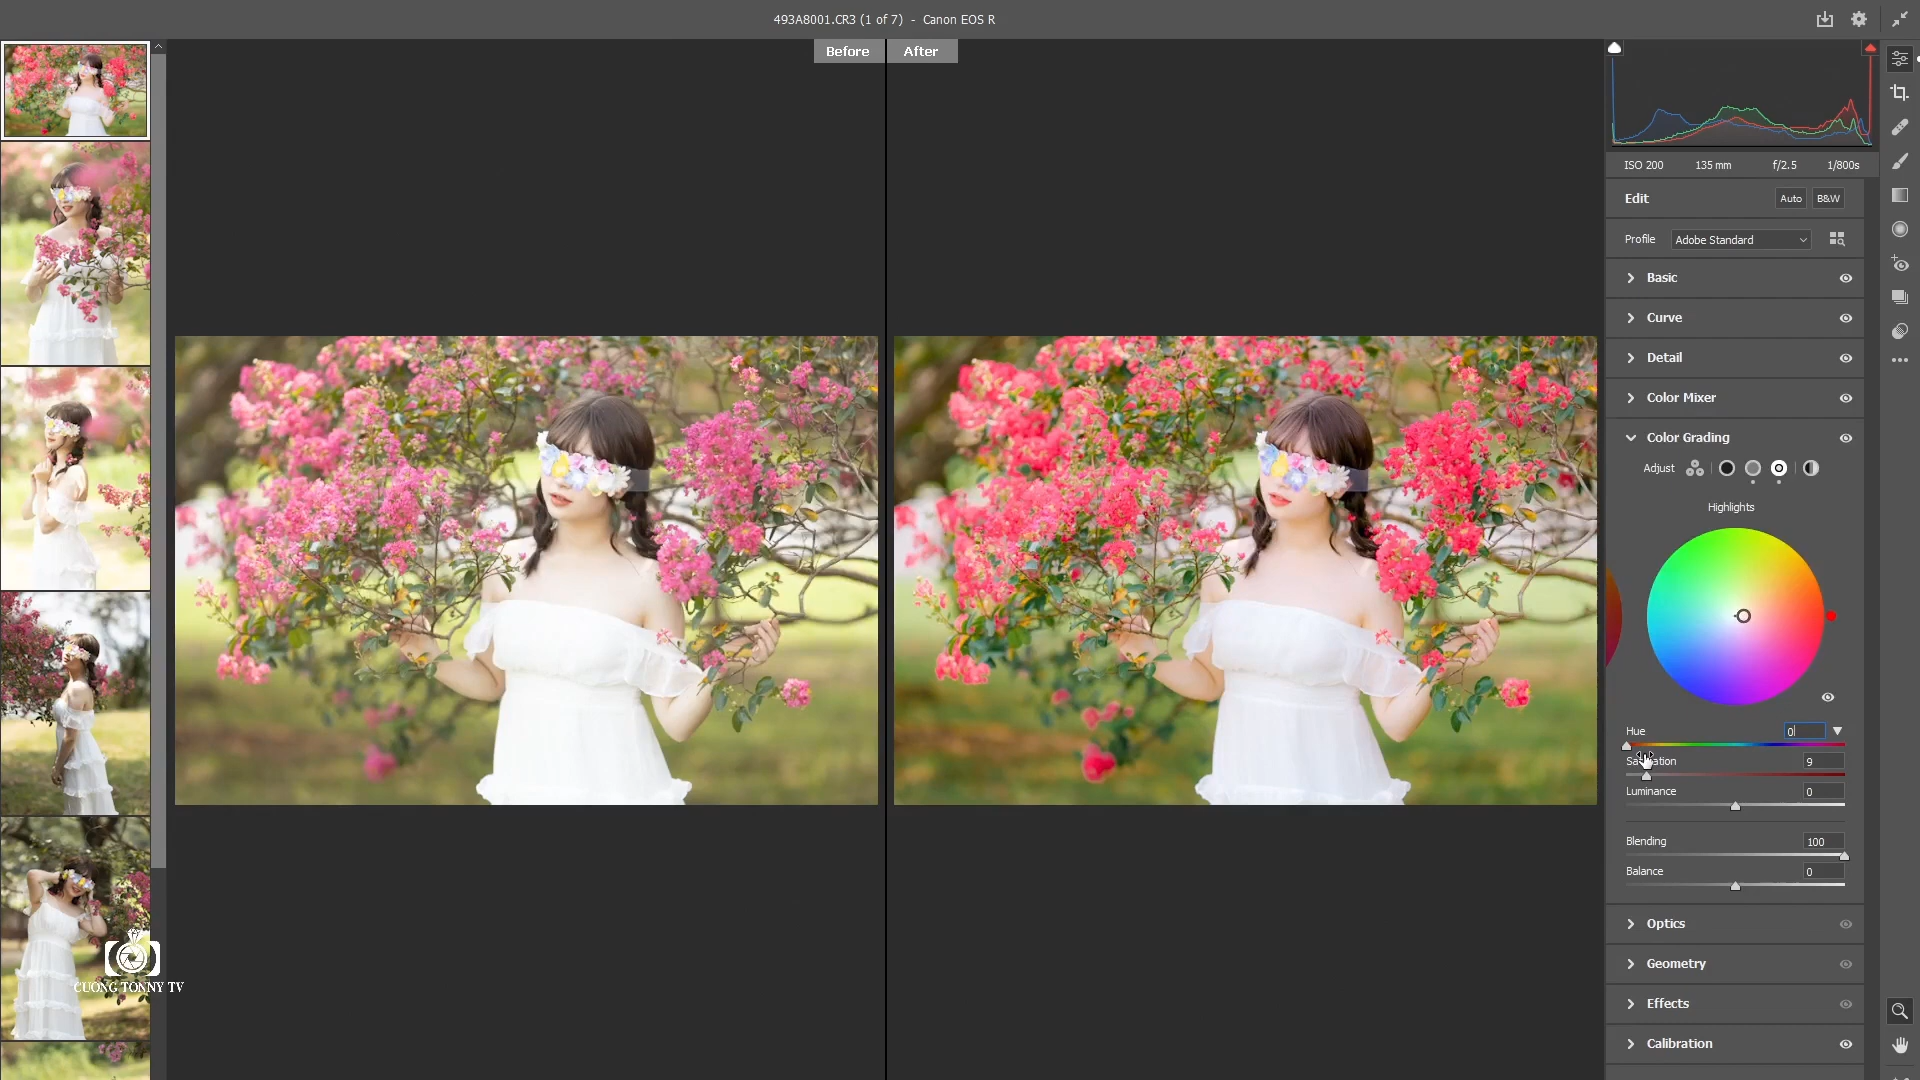 493A8001.CR3 (1 of 7) - Canon EOS R
Before
After
ISO 200 135 mm f/2.5 1/800s
Edit
Auto
B&W
Profile
Adobe Standard
Basic
Curve
Detail
Color Mixer
Color Grading
Adjust
Highlights
Hue
0
Saturation
9
Luminance
0
Blending
100
Balance
0
Optics
Geometry
Effects
Calibration
CUONG TONNY TV